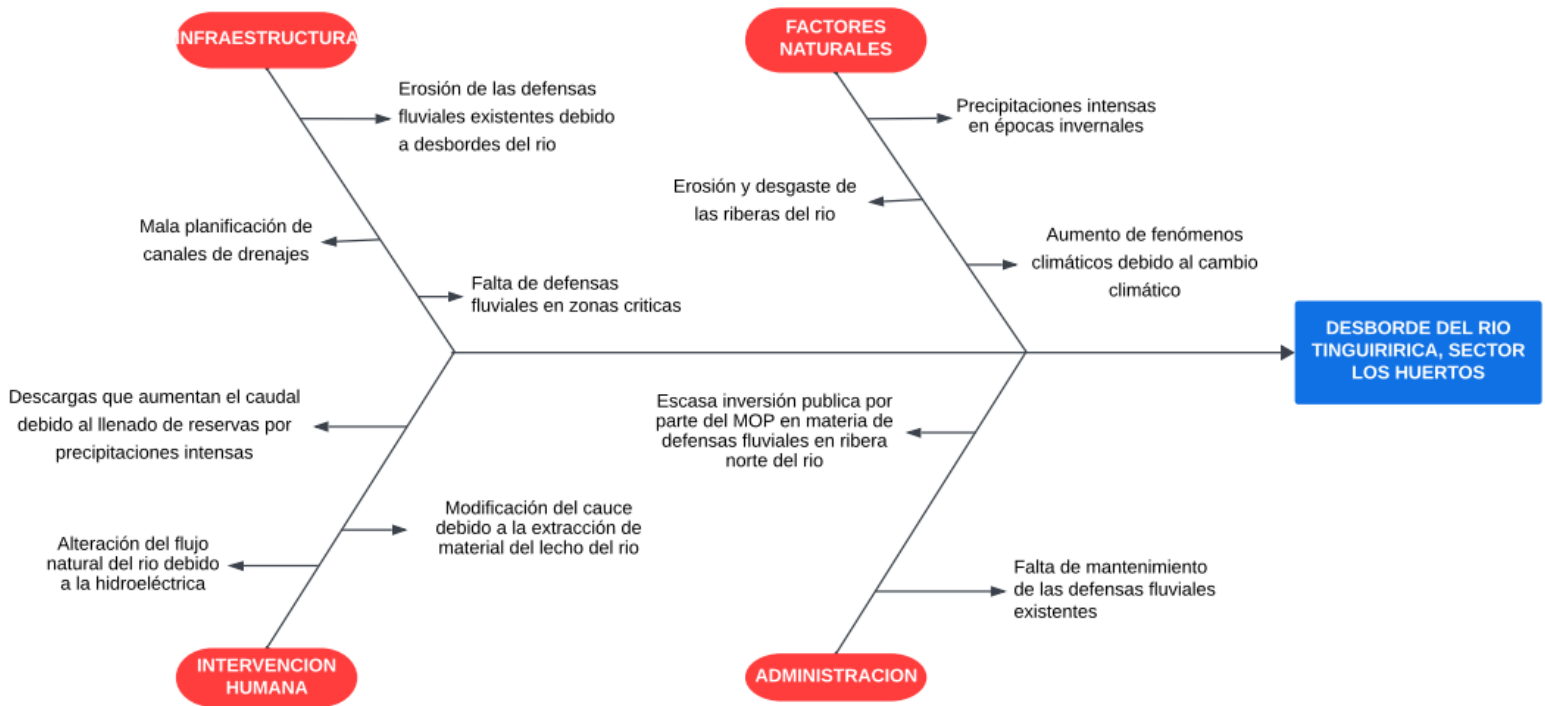 INFRAESTRUCTURA
Erosión de las defensas
fluviales existentes debido
a desbordes del rio
Mala planificación de
canales de drenajes
Falta de defensas
fluviales en zonas criticas
FACTORES
NATURALES
Precipitaciones intensas
en épocas invernales
Erosión y desgaste de
las riberas del rio
Aumento de fenómenos
climáticos debido al cambio
climático
DESBORDE DEL RIO
TINGUIRIRICA, SECTOR
LOS HUERTOS
Descargas que aumentan el caudal
debido al llenado de reservas por
precipitaciones intensas
Modificación del cauce
debido a la extracción de
material del lecho del rio
Alteración del flujo
natural del rio debido
a la hidroeléctrica
INTERVENCION
HUMANA
Escasa inversión publica por
parte del MOP en materia de
defensas fluviales en ribera
norte del rio
Falta de mantenimiento
de las defensas fluviales
existentes
ADMINISTRACION